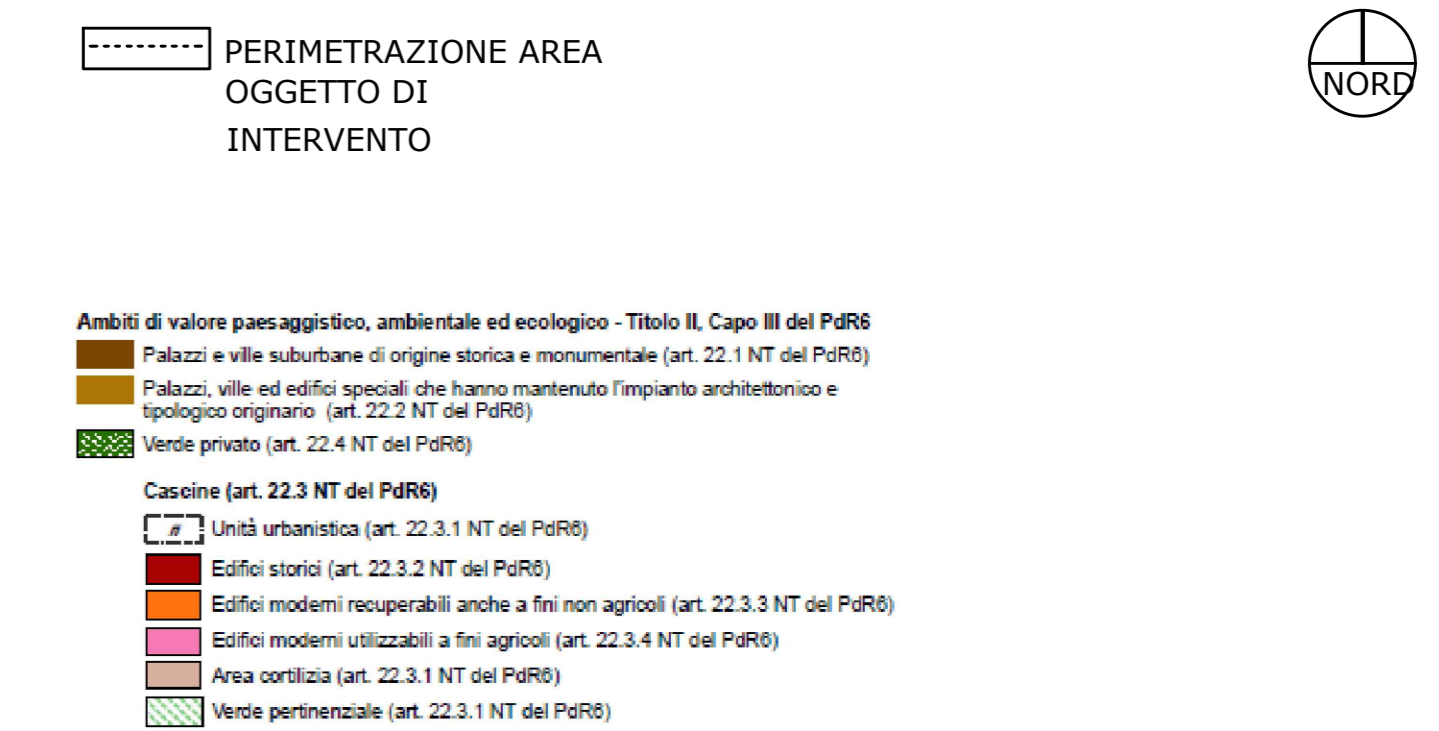 PERIMETRAZIONE AREA
OGGETTO DI
INTERVENTO
NORD
Ambiti di valore paesaggistico, ambientale ed ecologico - Titolo II, Capo III del PdR6
Palazzi e ville suburbane di origine storica e monumentale (art. 22.1 NT del PdR6)
Palazzi, ville ed edifici speciali che hanno mantenuto l'impianto architettonico e
tipologico originario (art. 22.2 NT del PdR6)
Verde privato (art. 22.4 NT del PdR6)
Cascine (art. 22.3 NT del PdR6)
n Unità urbanistica (art. 22.3.1 NT del PdR6)
Edifici storici (art. 22.3.2 NT del PdR6)
Edifici moderni recuperabili anche a fini non agricoli (art. 22.3.3 NT del PdR6)
Edifici moderni utilizzabili a fini agricoli (art. 22.3.4 NT del PdR6)
Area cortilizia (art. 22.3.1 NT del PdR6)
Verde pertinenziale (art. 22.3.1 NT del PdR6)